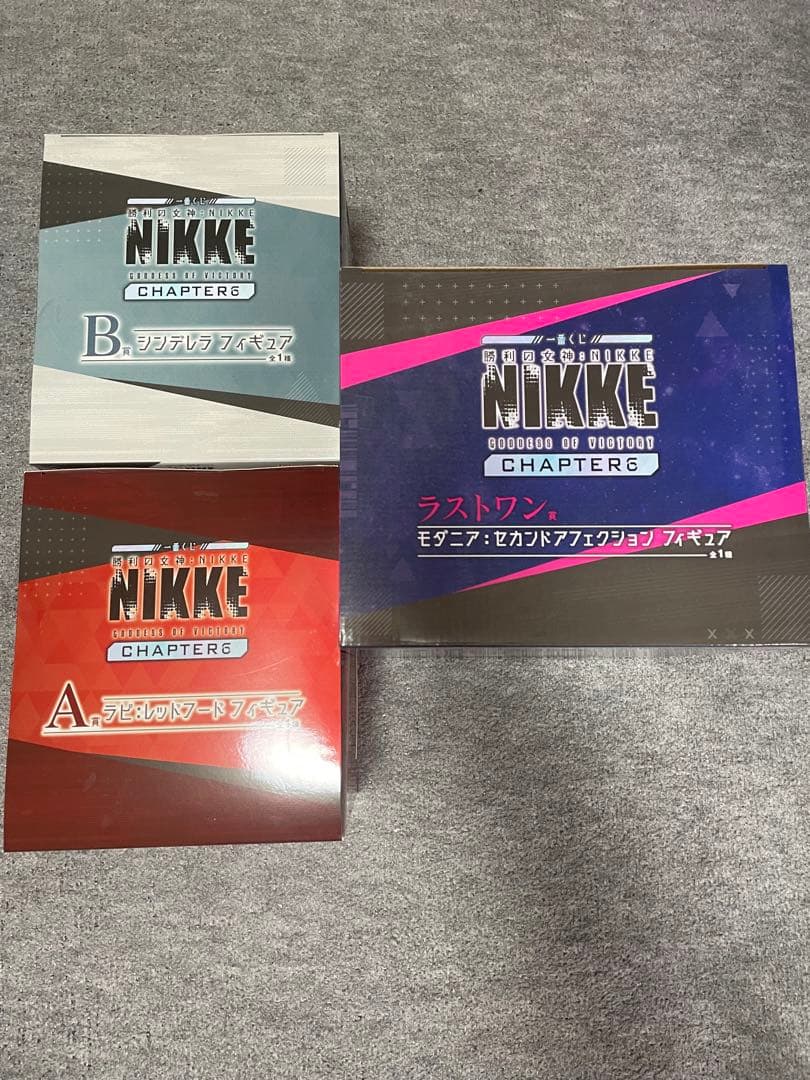 一番くじ
勝利の女神:NIKKE
NIKKE
GODDESS OF VICTORY
CHAPTER6
B賞 シンデレラ フィギュア
全1種
一番くじ
勝利の女神:NIKKE
NIKKE
GODDESS OF VICTORY
CHAPTER6
ラストワン賞
モダニア:セカンドアフェクション フィギュア
全1種
一番くじ
勝利の女神:NIKKE
NIKKE
GODDESS OF VICTORY
CHAPTER6
A賞 ラピ:レッドフード フィギュア
全1種